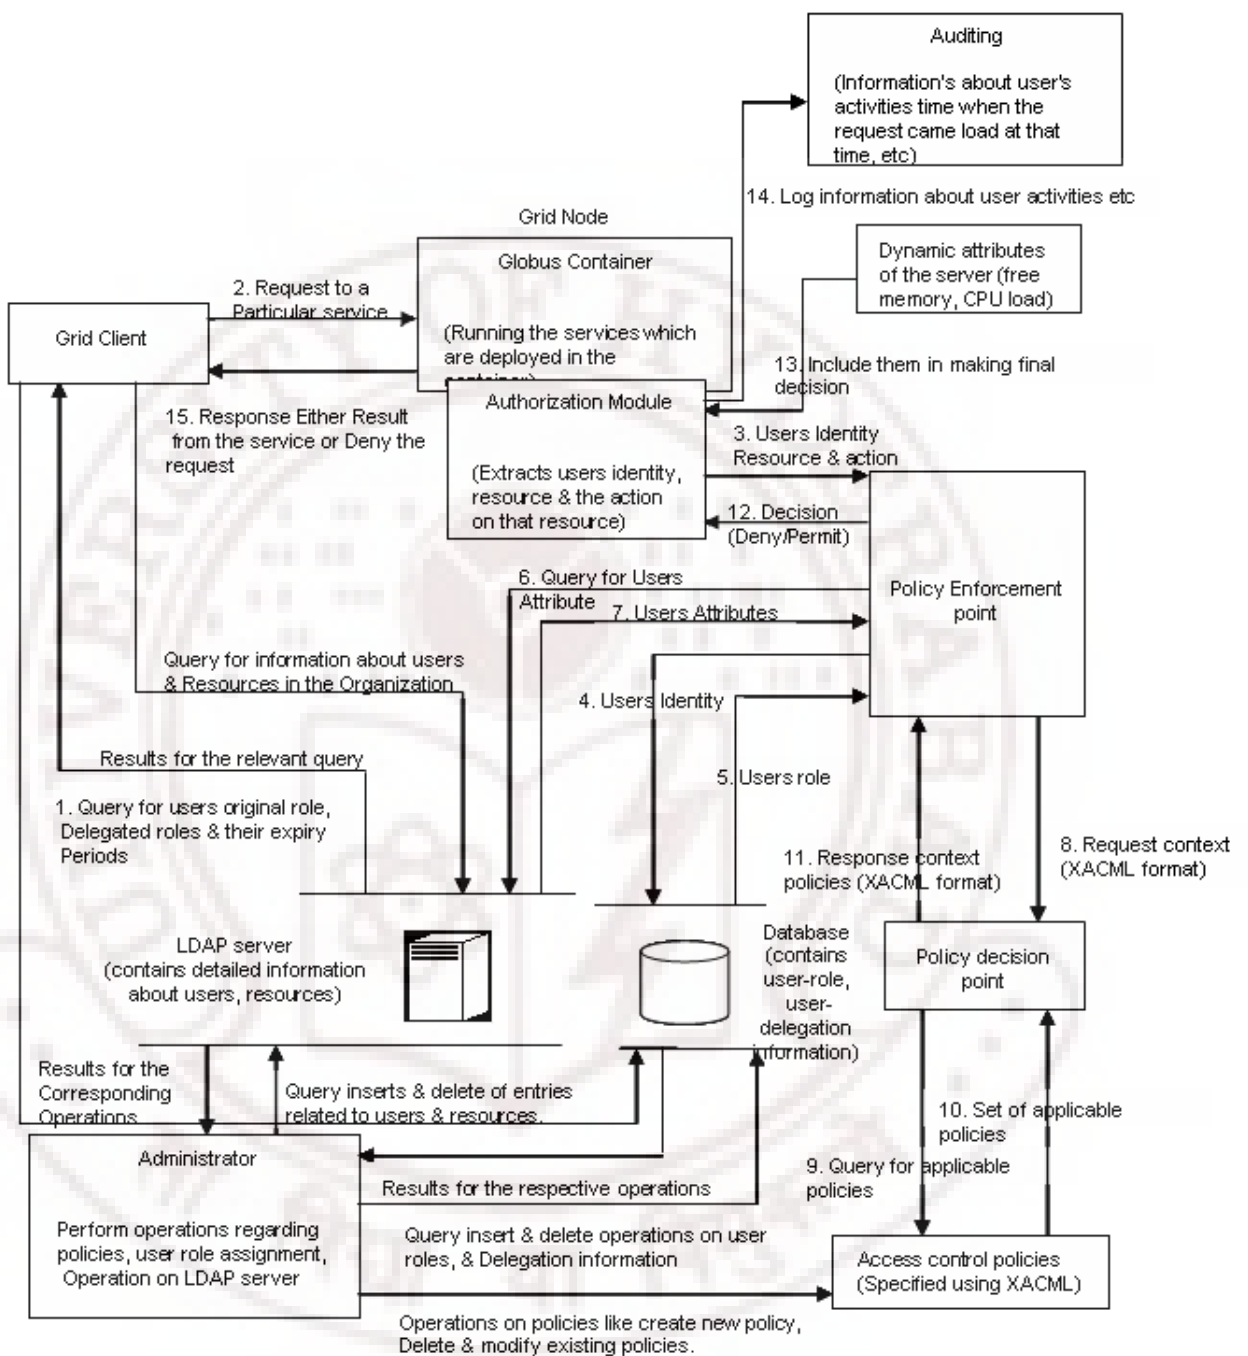 Auditing
(Information's about user's
activities time when the
request came load at that
time, etc)
14. Log information about user activities etc
Grid Node
Globus Container
(Running the services which
are deployed in the
container)
Dynamic attributes
of the server (free
memory, CPU load)
2. Request to a
Particular service
Grid Client
13. Include them in making final
decision
Authorization Module
(Extracts users identity,
resource & the action
on that resource)
15. Response Either Result
from the service or Deny the
request
3. Users Identity
Resource & action
12. Decision
(Deny/Permit)
6. Query for Users
Attribute
7. Users Attributes
Policy Enforcement
point
Query for information about users
& Resources in the Organization
4. Users Identity
Results for the relevant query
5. Users role
1. Query for users original role,
Delegated roles & their expiry
Periods
11. Response context
policies (XACML format)
8. Request context
(XACML format)
LDAP server
(contains detailed information
about users, resources)
Database
(contains
user-role,
user-
delegation
information)
Policy decision
point
Results for the
Corresponding
Operations
Query inserts & delete of entries
related to users & resources.
10. Set of applicable
policies
9. Query for applicable
policies
Administrator
Perform operations regarding
policies, user role assignment,
Operation on LDAP server
Results for the respective operations
Query insert & delete operations on user
roles, & Delegation information
Access control policies
(Specified using XACML)
Operations on policies like create new policy,
Delete & modify existing policies.